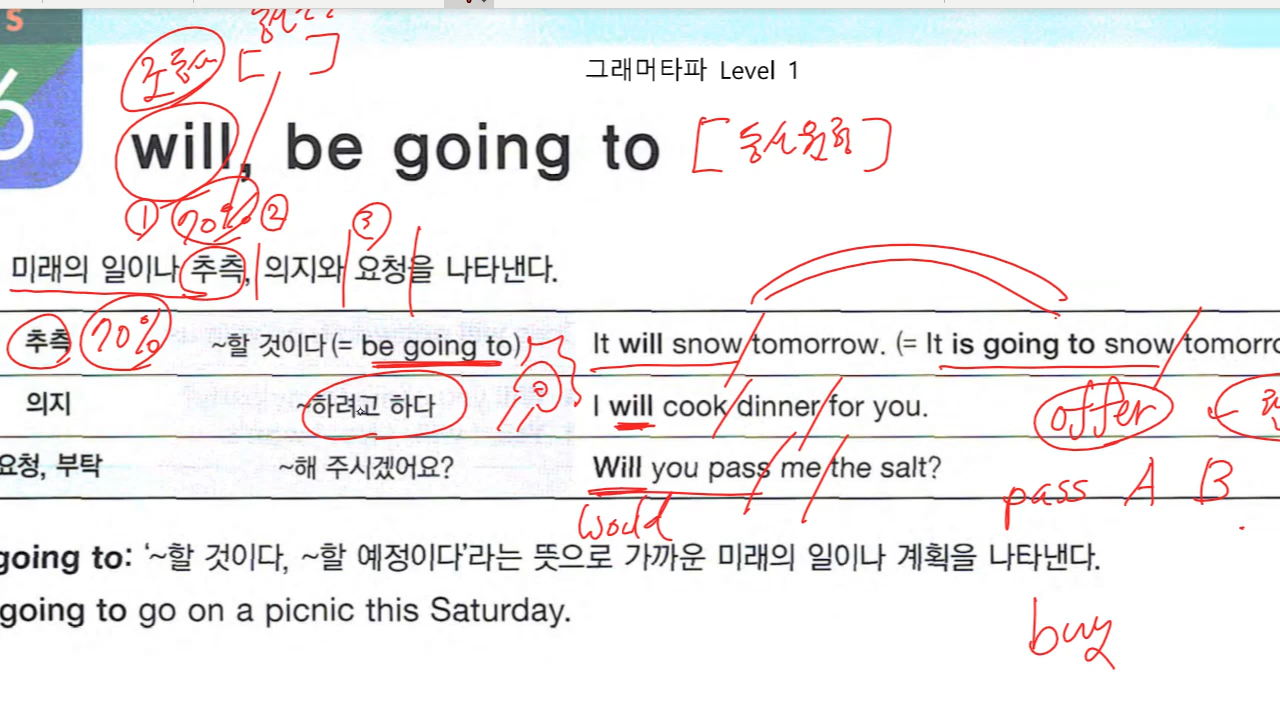 5
조동사 [ ]
그래머타파 Level 1
6
will, be going to [동사원형]
① 70% ② ③
미래의 일이나 추측, 의지와 요청을 나타낸다.
추측 70% ~할 것이다 (= be going to) It will snow tomorrow. (= It is going to snow tomorro
의지 ~하려고 하다 I will cook dinner for you. offer
요청, 부탁 ~해 주시겠어요? Will you pass me the salt? pass A B
would
going to: '~할 것이다, ~할 예정이다'라는 뜻으로 가까운 미래의 일이나 계획을 나타낸다.
going to go on a picnic this Saturday.
buy